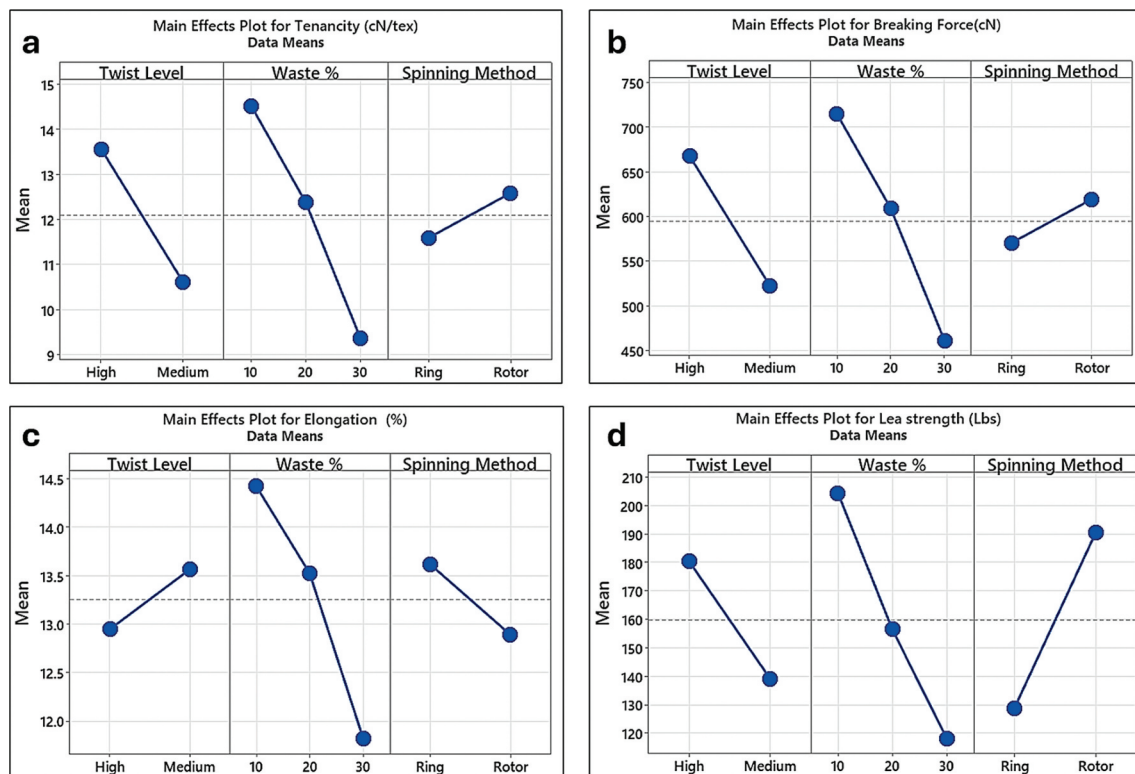 a
Main Effects Plot for Tenancity (cN/tex)
Data Means
Twist Level Waste % Spinning Method
15
14
13
12
11
10
9
Mean
High Medium 10 20 30 Ring Rotor
b
Main Effects Plot for Breaking Force(cN)
Data Means
Twist Level Waste % Spinning Method
750
700
650
600
550
500
450
Mean
High Medium 10 20 30 Ring Rotor
c
Main Effects Plot for Elongation (%)
Data Means
Twist Level Waste % Spinning Method
14.5
14.0
13.5
13.0
12.5
12.0
Mean
High Medium 10 20 30 Ring Rotor
d
Main Effects Plot for Lea strength (Lbs)
Data Means
Twist Level Waste % Spinning Method
210
200
190
180
170
160
150
140
130
120
Mean
High Medium 10 20 30 Ring Rotor